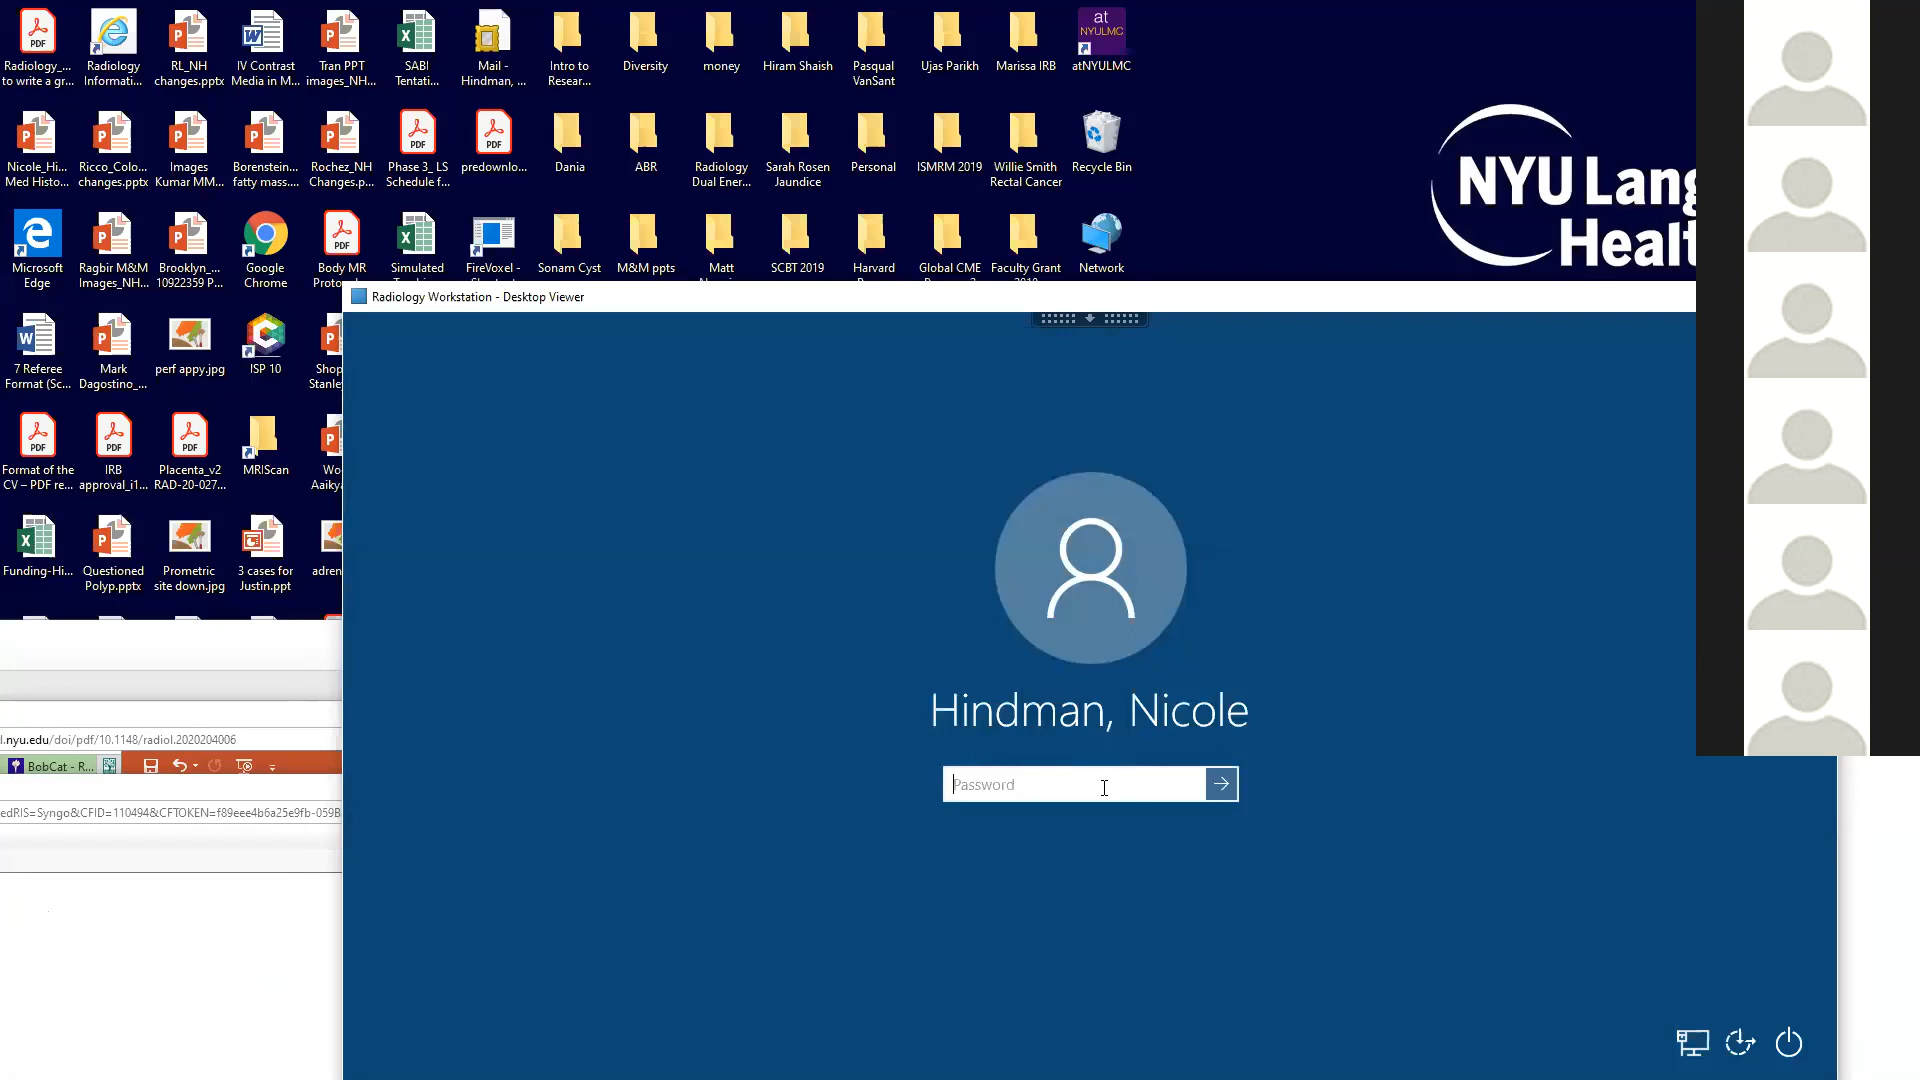 Radiology_...
to write a gr...
Radiology
Informati...
RL_NH
changes.pptx
IV Contrast
Media in M...
Tran PPT
images_NH...
SABI
Tentati...
Mail -
Hindman, ...
Intro to
Resear...
Diversity
money
Hiram Shaish
Pasqual
VanSant
Ujas Parikh
Marissa IRB
at
NYULMC
atNYULMC
Nicole_Hi...
Med Histo...
Ricco_Colo...
changes.pptx
Images
Kumar MM...
Borenstein...
fatty mass....
Rochez_NH
Changes.p...
Phase 3_ LS
Schedule f...
predownlo...
Dania
ABR
Radiology
Dual Ener...
Sarah Rosen
Jaundice
Personal
ISMRM 2019
Willie Smith
Rectal Cancer
Recycle Bin
NYU Lang
Healt
Microsoft
Edge
Ragbir M&M
Images_NH...
Brooklyn_...
10922359 P...
Google
Chrome
Body MR
Proto...
Simulated
FireVoxel -
Sonam Cyst
M&M ppts
Matt
SCBT 2019
Harvard
Global CME
Faculty Grant
Network
Radiology Workstation - Desktop Viewer
7 Referee
Format (Sc...
Mark
Dagostino_...
perf appy.jpg
ISP 10
Shop
Stanley
Format of the
CV – PDF re...
IRB
approval_i1...
Placenta_v2
RAD-20-027...
MRIScan
Wo
Aaikya
Funding-Hi...
Questioned
Polyp.pptx
Prometric
site down.jpg
3 cases for
Justin.ppt
adren
Hindman, Nicole
Password
l.nyu.edu/doi/pdf/10.1148/radiol.2020204006
BobCat - R...
edRIS=Syngo&CFID=110494&CFTOKEN=f89eee4b6a25e9fb-059B